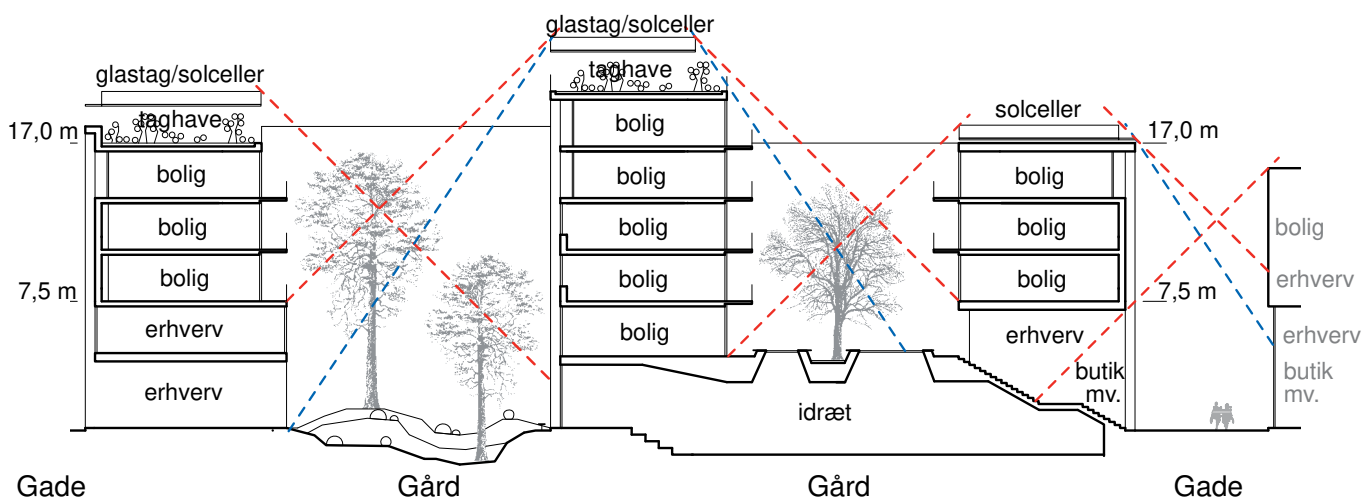 glastag/solceller
taghave
17,0 m
bolig
bolig
bolig
7,5 m
erhverv
erhverv
glastag/solceller
taghave
bolig
bolig
bolig
bolig
bolig
idræt
solceller
17,0 m
bolig
bolig
bolig
7,5 m
erhverv
butik
mv.
bolig
erhverv
erhverv
butik
mv.
Gade
Gård
Gård
Gade